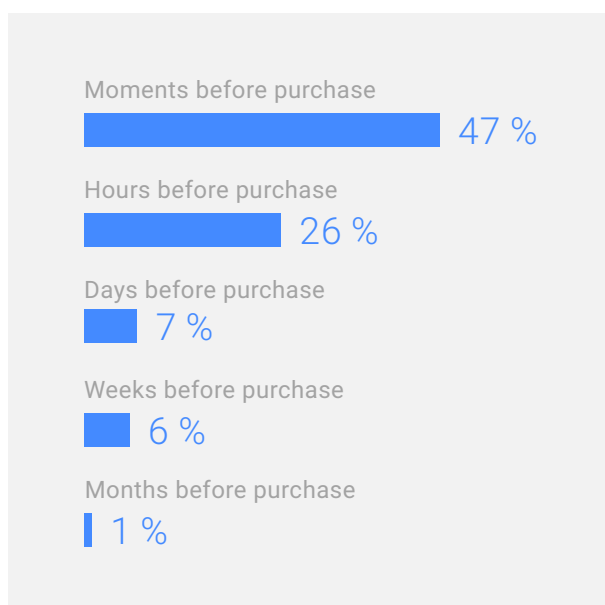 Moments before purchase
47 %
Hours before purchase
26 %
Days before purchase
7 %
Weeks before purchase
6 %
Months before purchase
1 %